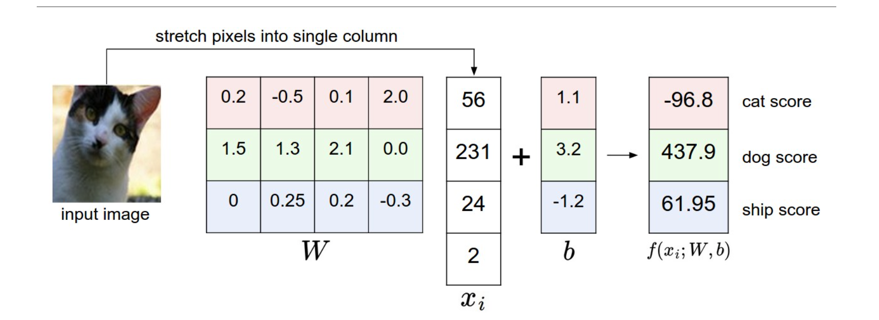 stretch pixels into single column
0.2 -0.5 0.1 2.0 56 1.1 -96.8 cat score
1.5 1.3 2.1 0.0 231 + 3.2 → 437.9 dog score
0 0.25 0.2 -0.3 24 -1.2 61.95 ship score
input image
2
W b f(x_i; W, b)
x_i